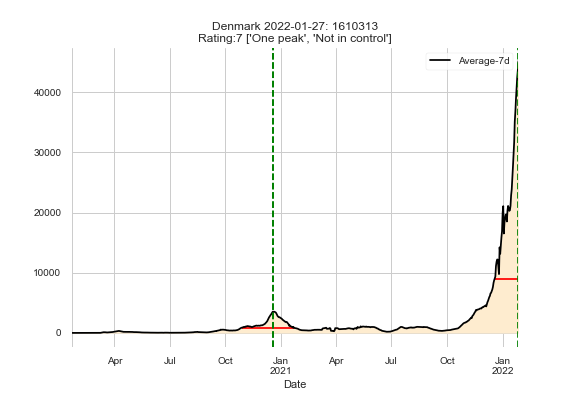 Denmark 2022-01-27: 1610313
Rating:7 ['One peak', 'Not in control']
Average-7d
40000
30000
20000
10000
0
Apr
Jul
Oct
Jan
2021
Apr
Jul
Oct
Jan
2022
Date